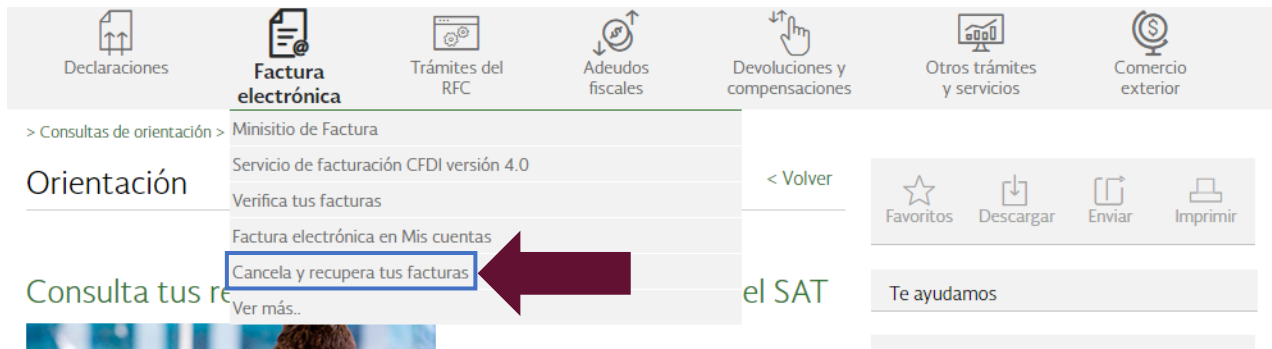 Declaraciones
Factura
electrónica
Trámites del
RFC
Adeudos
fiscales
Devoluciones y
compensaciones
Otros trámites
y servicios
Comercio
exterior
> Consultas de orientación >
Minisitio de Factura
Servicio de facturación CFDI versión 4.0
Verifica tus facturas
Factura electrónica en Mis cuentas
Cancela y recupera tus facturas
Ver más..
Orientación
< Volver
Favoritos
Descargar
Enviar
Imprimir
Consulta tus re
el SAT
Te ayudamos